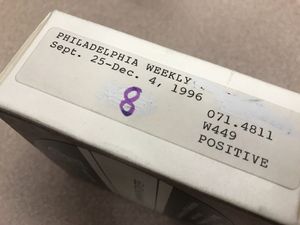 PHILADELPHIA WEEKLY
Sept. 25-Dec. 4, 1996
8
071.4811
W449
POSITIVE